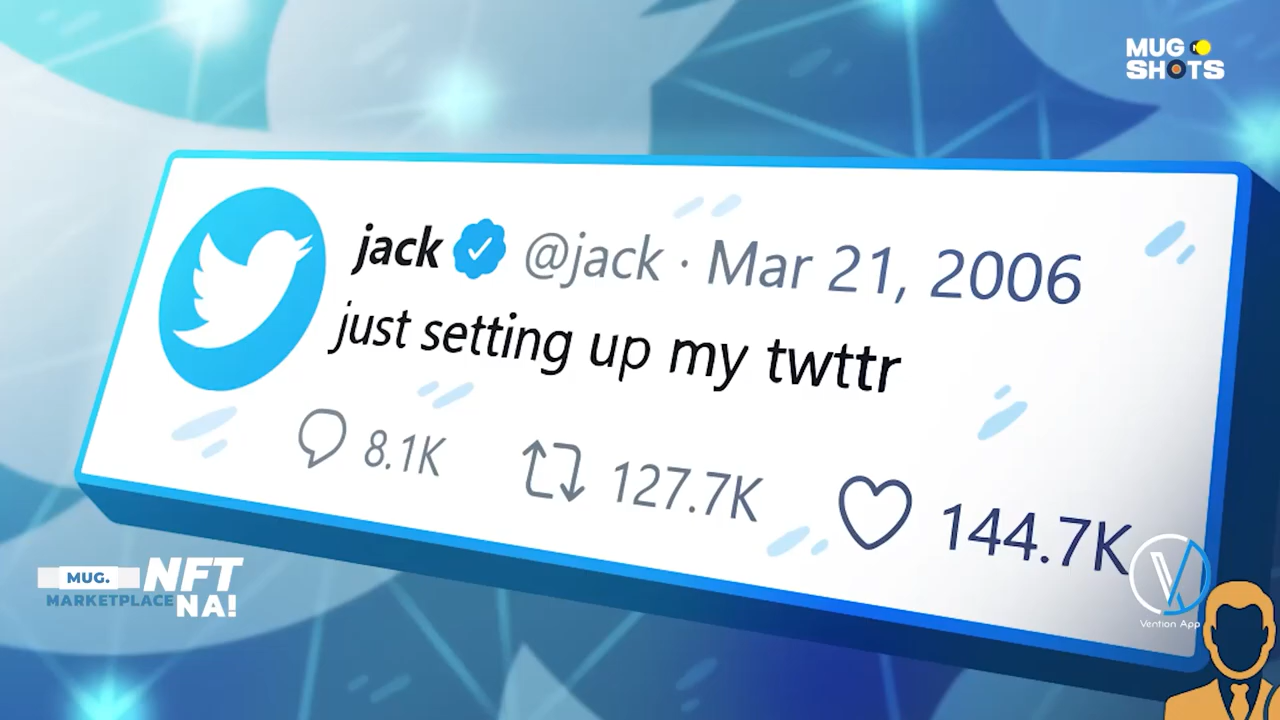 MUG
SHOTS
jack @jack · Mar 21, 2006
just setting up my twttr
8.1K 127.7K 144.7K
MUG. NFT
MARKETPLACE NA!
Vention App